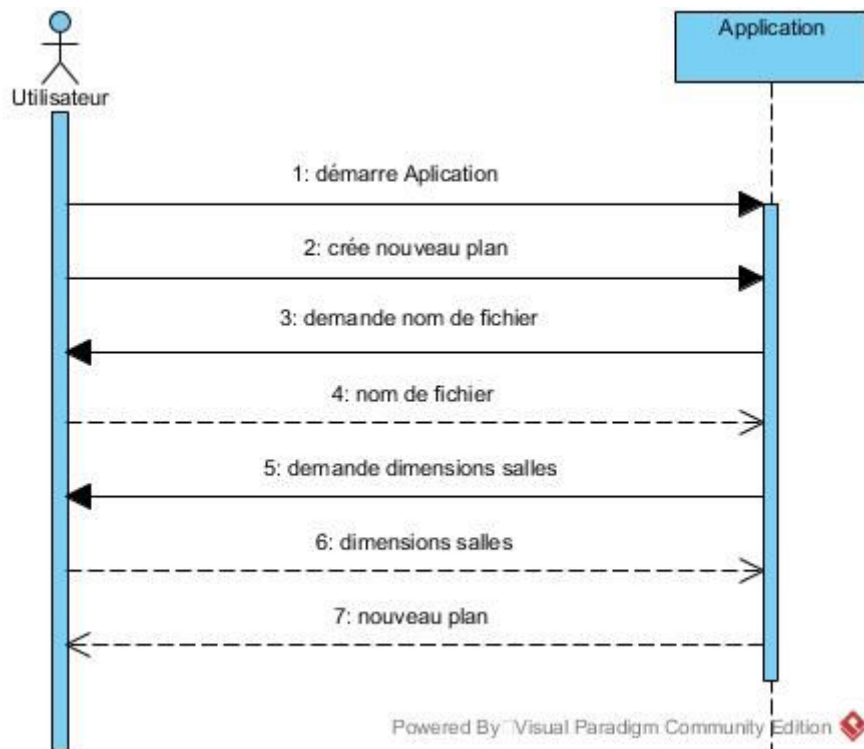 Application
Utilisateur
1: démarre Aplication
2: crée nouveau plan
3: demande nom de fichier
4: nom de fichier
5: demande dimensions salles
6: dimensions salles
7: nouveau plan
Powered By Visual Paradigm Community Edition